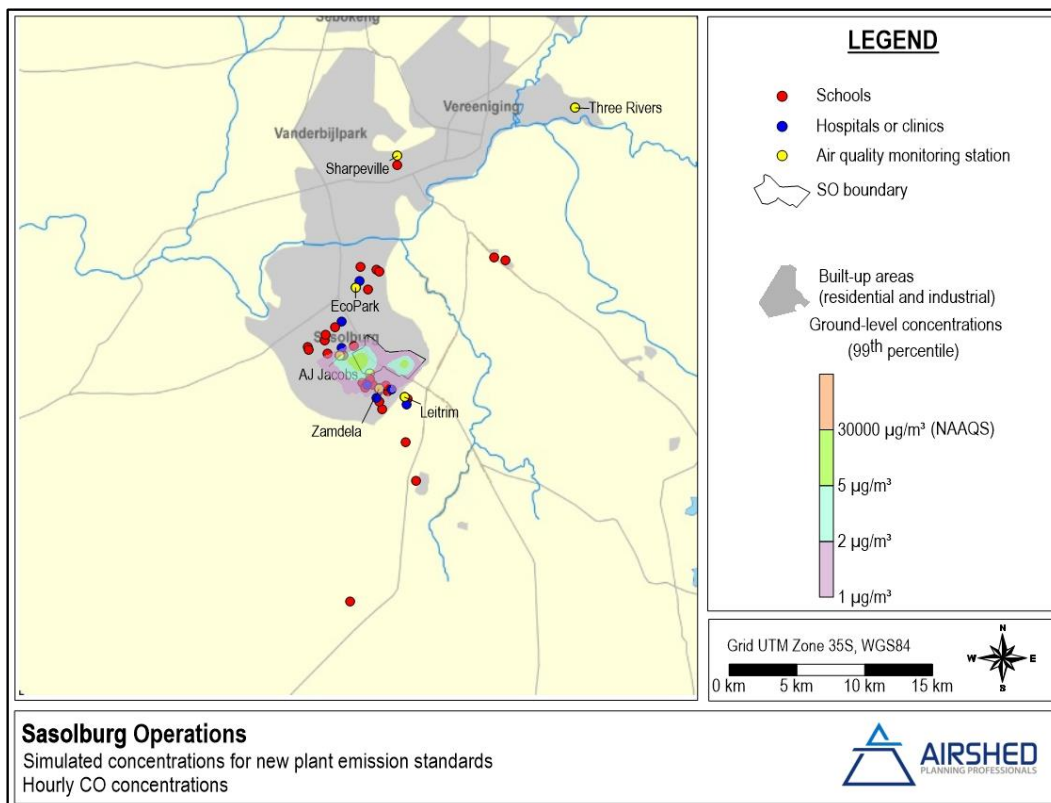 Sebokeng
Vereeniging
Three Rivers
Vanderbijlpark
Sharpeville
EcoPark
Sasolburg
AJ Jacobs
Leitrim
Zamdela
LEGEND
Schools
Hospitals or clinics
Air quality monitoring station
SO boundary
Built-up areas
(residential and industrial)
Ground-level concentrations
(99th percentile)
30000 µg/m³ (NAAQS)
5 µg/m³
2 µg/m³
1 µg/m³
Grid UTM Zone 35S, WGS84
0 km 5 km 10 km 15 km
N
W E
S
Sasolburg Operations
Simulated concentrations for new plant emission standards
Hourly CO concentrations
AIRSHED
PLANNING PROFESSIONALS